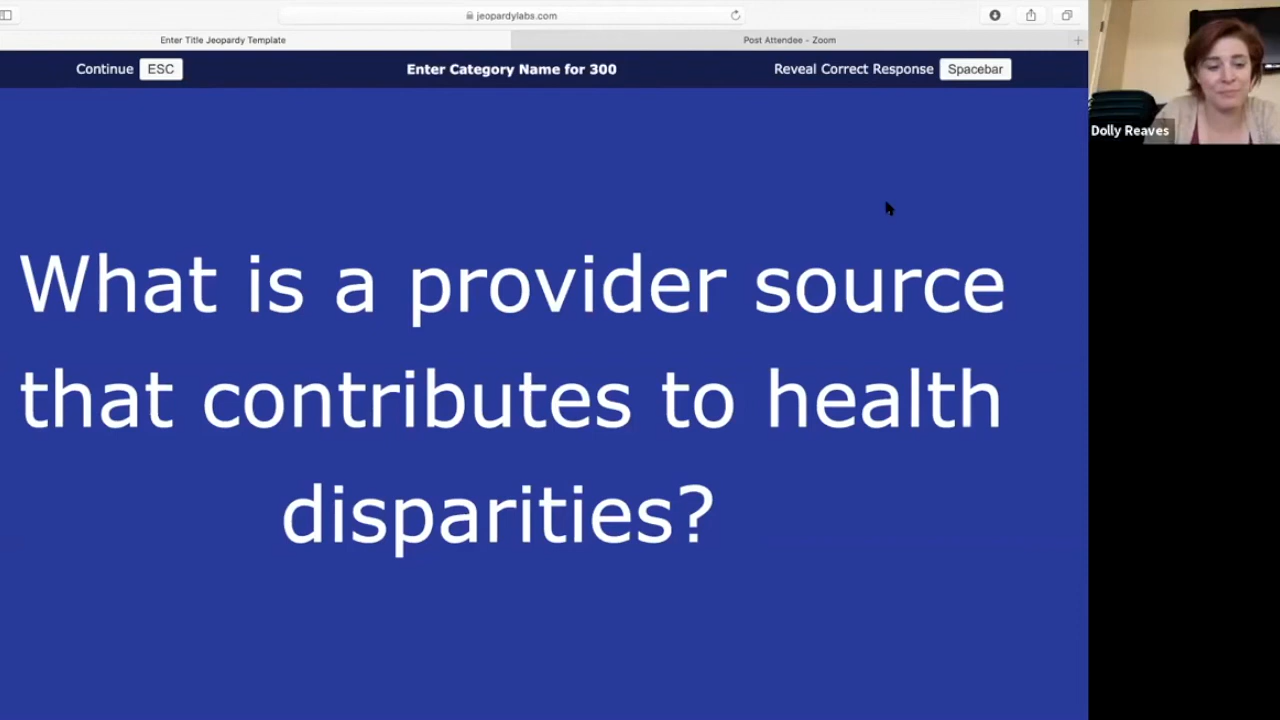 jeopardylabs.com
Enter Title Jeopardy Template
Post Attendee - Zoom
Continue ESC
Enter Category Name for 300
Reveal Correct Response Spacebar
Dolly Reaves
What is a provider source
that contributes to health
disparities?